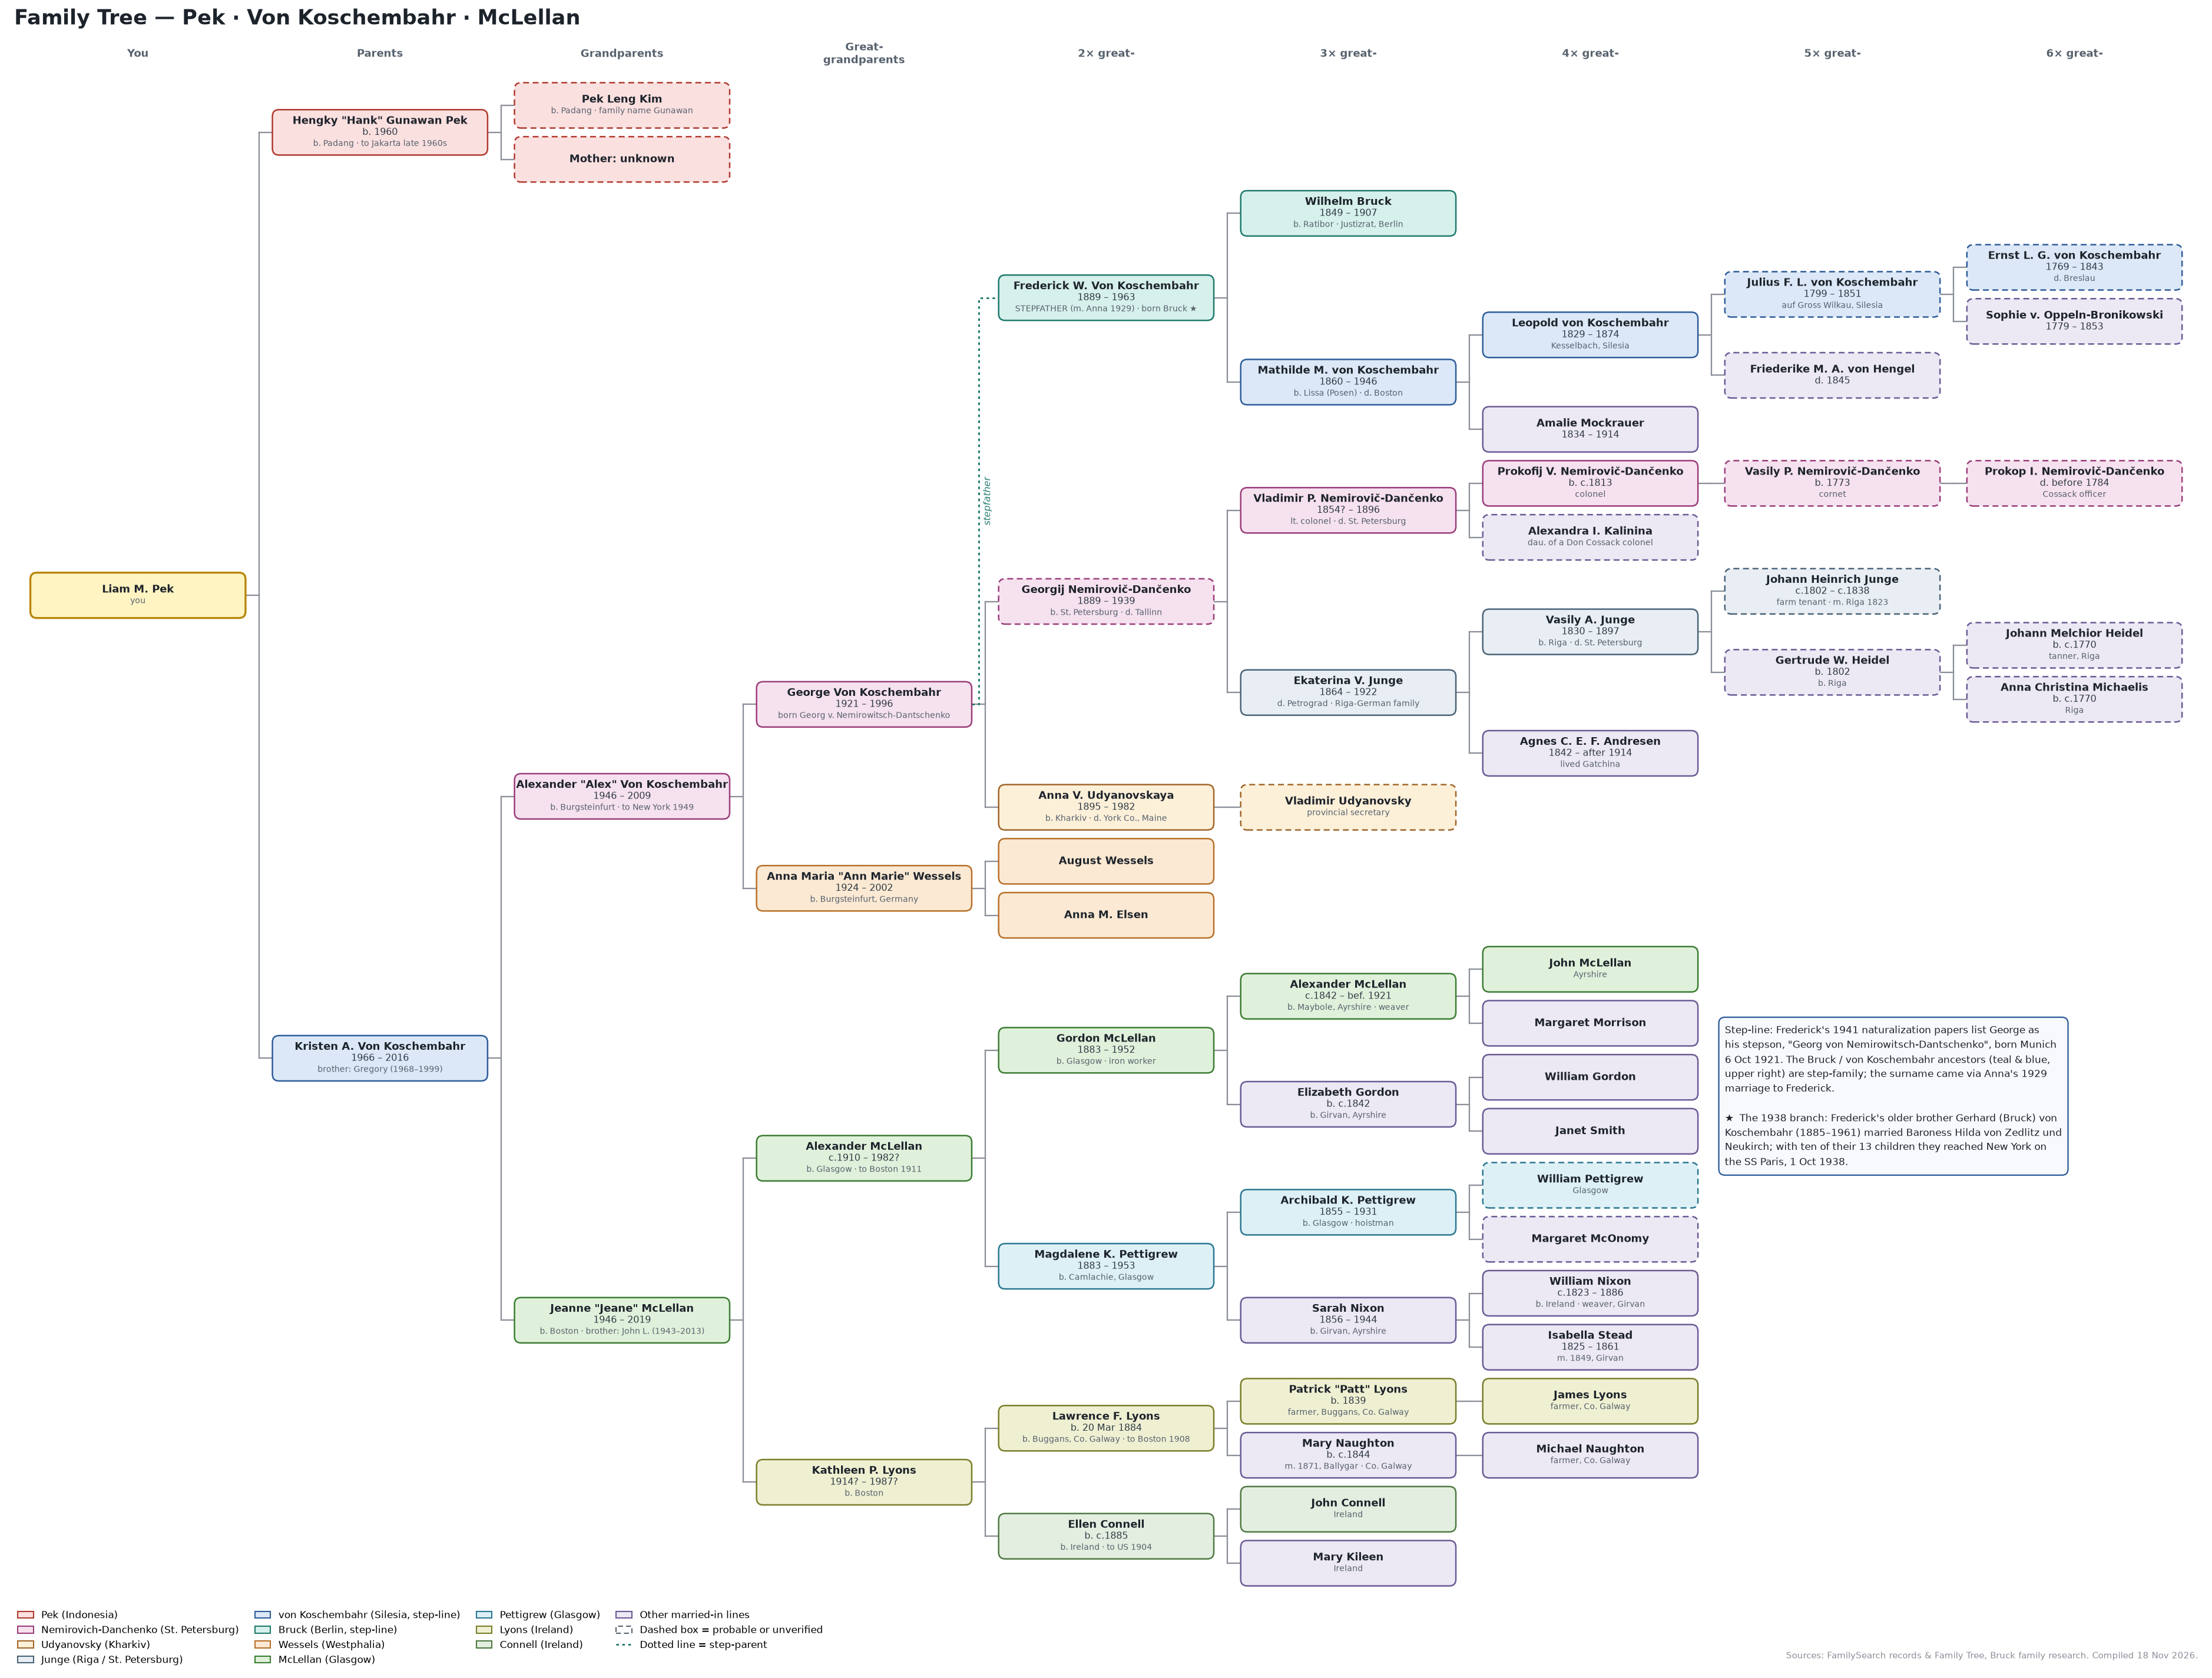 Family Tree — Pek · Von Koschembahr · McLellan
You
Parents
Grandparents
Great-
grandparents
2× great-
3× great-
4× great-
5× great-
6× great-
Liam M. Pek
you
Hengky "Hank" Gunawan Pek
b. 1960
b. Padang · to Jakarta late 1960s
Kristen A. Von Koschembahr
1966 – 2016
brother: Gregory (1968–1999)
Pek Leng Kim
b. Padang · family name Gunawan
Mother: unknown
Alexander "Alex" Von Koschembahr
1946 – 2009
b. Burgsteinfurt · to New York 1949
Jeanne "Jeane" McLellan
1946 – 2019
b. Boston · brother: John L. (1943–2013)
George Von Koschembahr
1921 – 1996
born Georg v. Nemirowitsch-Dantschenko
Anna Maria "Ann Marie" Wessels
1924 – 2002
b. Burgsteinfurt, Germany
Alexander McLellan
c.1910 – 1982?
b. Glasgow · to Boston 1911
Kathleen P. Lyons
1914? – 1987?
b. Boston
stepfather
Frederick W. Von Koschembahr
1889 – 1963
STEPFATHER (m. Anna 1929) · born Bruck ★
Georgij Nemirovič-Dančenko
1889 – 1939
b. St. Petersburg · d. Tallinn
Anna V. Udyanovskaya
1895 – 1982
b. Kharkiv · d. York Co., Maine
August Wessels
Anna M. Elsen
Gordon McLellan
1883 – 1952
b. Glasgow · iron worker
Magdalene K. Pettigrew
1883 – 1953
b. Camlachie, Glasgow
Lawrence F. Lyons
b. 20 Mar 1884
b. Buggans, Co. Galway · to Boston 1908
Ellen Connell
b. c.1885
b. Ireland · to US 1904
Wilhelm Bruck
1849 – 1907
b. Ratibor · Justizrat, Berlin
Mathilde M. von Koschembahr
1860 – 1946
b. Lissa (Posen) · d. Boston
Vladimir P. Nemirovič-Dančenko
1854? – 1896
lt. colonel · d. St. Petersburg
Ekaterina V. Junge
1864 – 1922
d. Petrograd · Riga-German family
Vladimir Udyanovsky
provincial secretary
Alexander McLellan
c.1842 – bef. 1921
b. Maybole, Ayrshire · weaver
Elizabeth Gordon
b. c.1842
b. Girvan, Ayrshire
Archibald K. Pettigrew
1855 – 1931
b. Glasgow · hoistman
Sarah Nixon
1856 – 1944
b. Girvan, Ayrshire
Patrick "Patt" Lyons
b. 1839
farmer, Buggans, Co. Galway
Mary Naughton
b. c.1844
m. 1871, Ballygar · Co. Galway
John Connell
Ireland
Mary Kileen
Ireland
Leopold von Koschembahr
1829 – 1874
Kesselbach, Silesia
Amalie Mockrauer
1834 – 1914
Prokofij V. Nemirovič-Dančenko
b. c.1813
colonel
Alexandra I. Kalinina
dau. of a Don Cossack colonel
Vasily A. Junge
1830 – 1897
b. Riga · d. St. Petersburg
Agnes C. E. F. Andresen
1842 – after 1914
lived Gatchina
John McLellan
Ayrshire
Margaret Morrison
William Gordon
Janet Smith
William Pettigrew
Glasgow
Margaret McOnomy
William Nixon
c.1823 – 1886
b. Ireland · weaver, Girvan
Isabella Stead
1825 – 1861
m. 1849, Girvan
James Lyons
farmer, Co. Galway
Michael Naughton
farmer, Co. Galway
Julius F. L. von Koschembahr
1799 – 1851
auf Gross Wilkau, Silesia
Friederike M. A. von Hengel
d. 1845
Vasily P. Nemirovič-Dančenko
b. 1773
cornet
Johann Heinrich Junge
c.1802 – c.1838
farm tenant · m. Riga 1823
Gertrude W. Heidel
b. 1802
b. Riga
Ernst L. G. von Koschembahr
1769 – 1843
d. Breslau
Sophie v. Oppeln-Bronikowski
1779 – 1853
Prokop I. Nemirovič-Dančenko
d. before 1784
Cossack officer
Johann Melchior Heidel
b. c.1770
tanner, Riga
Anna Christina Michaelis
b. c.1770
Riga
Step-line: Frederick's 1941 naturalization papers list George as
his stepson, "Georg von Nemirowitsch-Dantschenko", born Munich
6 Oct 1921. The Bruck / von Koschembahr ancestors (teal & blue,
upper right) are step-family; the surname came via Anna's 1929
marriage to Frederick.
★ The 1938 branch: Frederick's older brother Gerhard (Bruck) von
Koschembahr (1885–1961) married Baroness Hilda von Zedlitz und
Neukirch; with ten of their 13 children they reached New York on
the SS Paris, 1 Oct 1938.
Pek (Indonesia)
Nemirovich-Danchenko (St. Petersburg)
Udyanovsky (Kharkiv)
Junge (Riga / St. Petersburg)
von Koschembahr (Silesia, step-line)
Bruck (Berlin, step-line)
Wessels (Westphalia)
McLellan (Glasgow)
Pettigrew (Glasgow)
Lyons (Ireland)
Connell (Ireland)
Other married-in lines
Dashed box = probable or unverified
Dotted line = step-parent
Sources: FamilySearch records & Family Tree, Bruck family research. Compiled 18 Nov 2026.